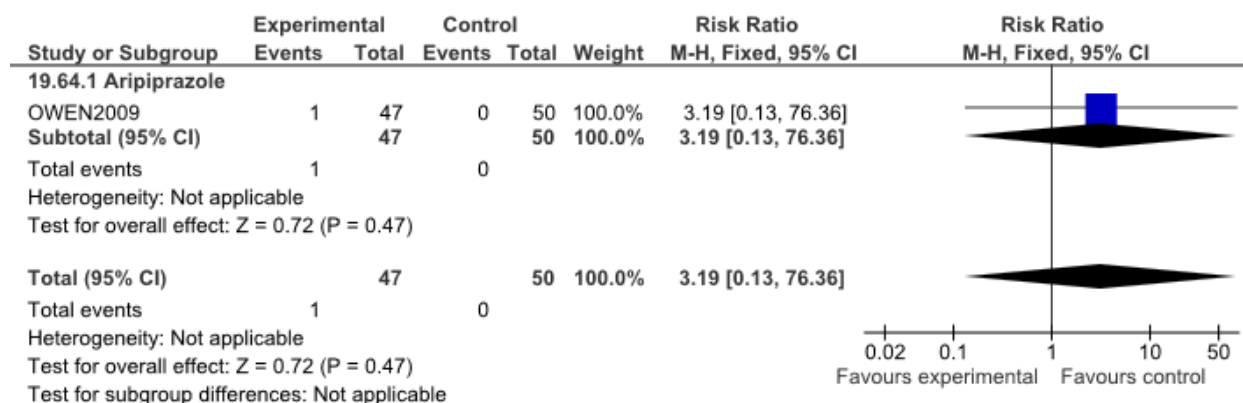 Experimental Control Risk Ratio Risk Ratio
Study or Subgroup Events Total Events Total Weight M-H, Fixed, 95% CI M-H, Fixed, 95% CI
19.64.1 Aripiprazole
OWEN2009 1 47 0 50 100.0% 3.19 [0.13, 76.36]
Subtotal (95% CI) 47 50 100.0% 3.19 [0.13, 76.36]
Total events 1 0
Heterogeneity: Not applicable
Test for overall effect: Z = 0.72 (P = 0.47)
Total (95% CI) 47 50 100.0% 3.19 [0.13, 76.36]
Total events 1 0
Heterogeneity: Not applicable
Test for overall effect: Z = 0.72 (P = 0.47)
Test for subgroup differences: Not applicable
0.02 0.1 1 10 50
Favours experimental Favours control